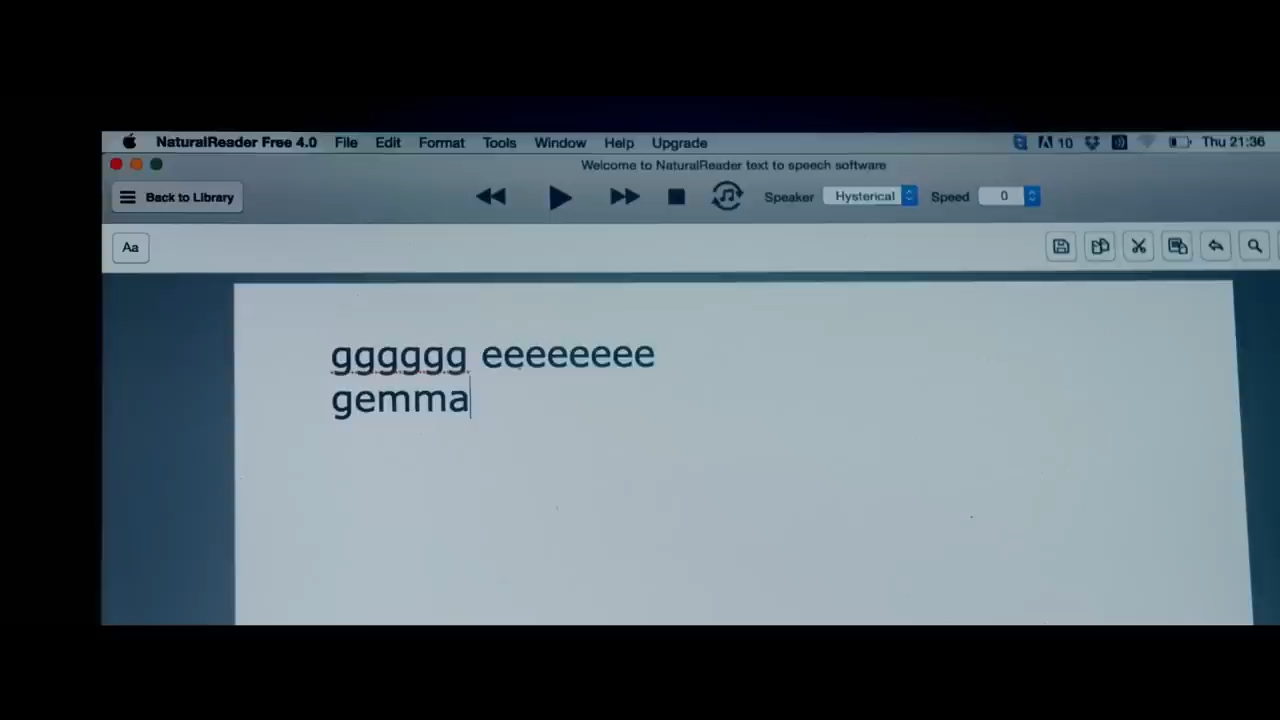 NaturalReader Free 4.0 File Edit Format Tools Window Help Upgrade 10 Thu 21:36
Welcome to NaturalReader text to speech software
Back to Library Speaker Hysterical Speed 0
Aa
gggggg eeeeeeee
gemma